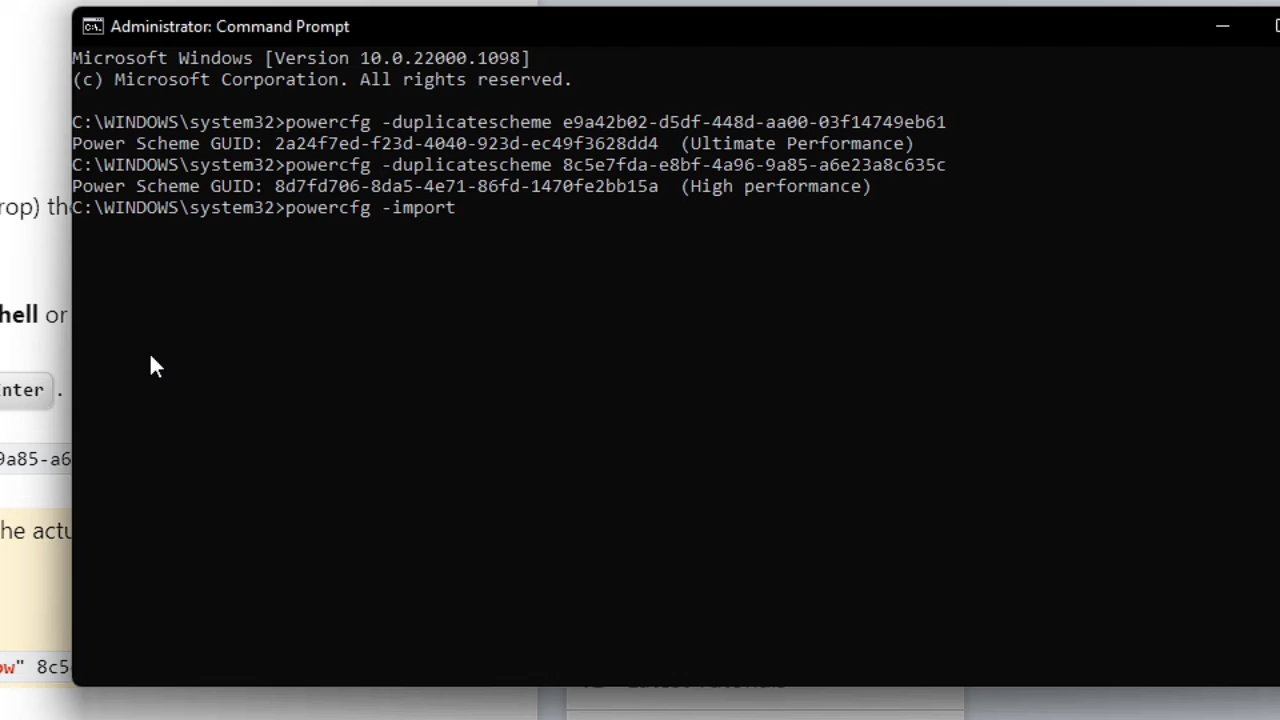 Administrator: Command Prompt
Microsoft Windows [Version 10.0.22000.1098]
(c) Microsoft Corporation. All rights reserved.
C:\WINDOWS\system32>powercfg -duplicatescheme e9a42b02-d5df-448d-aa00-03f14749eb61
Power Scheme GUID: 2a24f7ed-f23d-4040-923d-ec49f3628dd4  (Ultimate Performance)
C:\WINDOWS\system32>powercfg -duplicatescheme 8c5e7fda-e8bf-4a96-9a85-a6e23a8c635c
Power Scheme GUID: 8d7fd706-8da5-4e71-86fd-1470fe2bb15a  (High performance)
C:\WINDOWS\system32>powercfg -import
rop) th
hell or
Enter .
9a85-a6
he actu
ow" 8c5